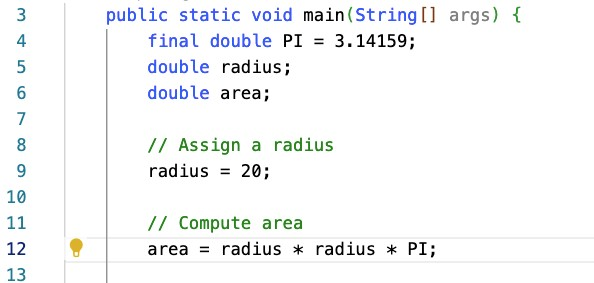 3 public static void main(String[] args) {
4 final double PI = 3.14159;
5 double radius;
6 double area;
7
8 // Assign a radius
9 radius = 20;
10
11 // Compute area
12 area = radius * radius * PI;
13